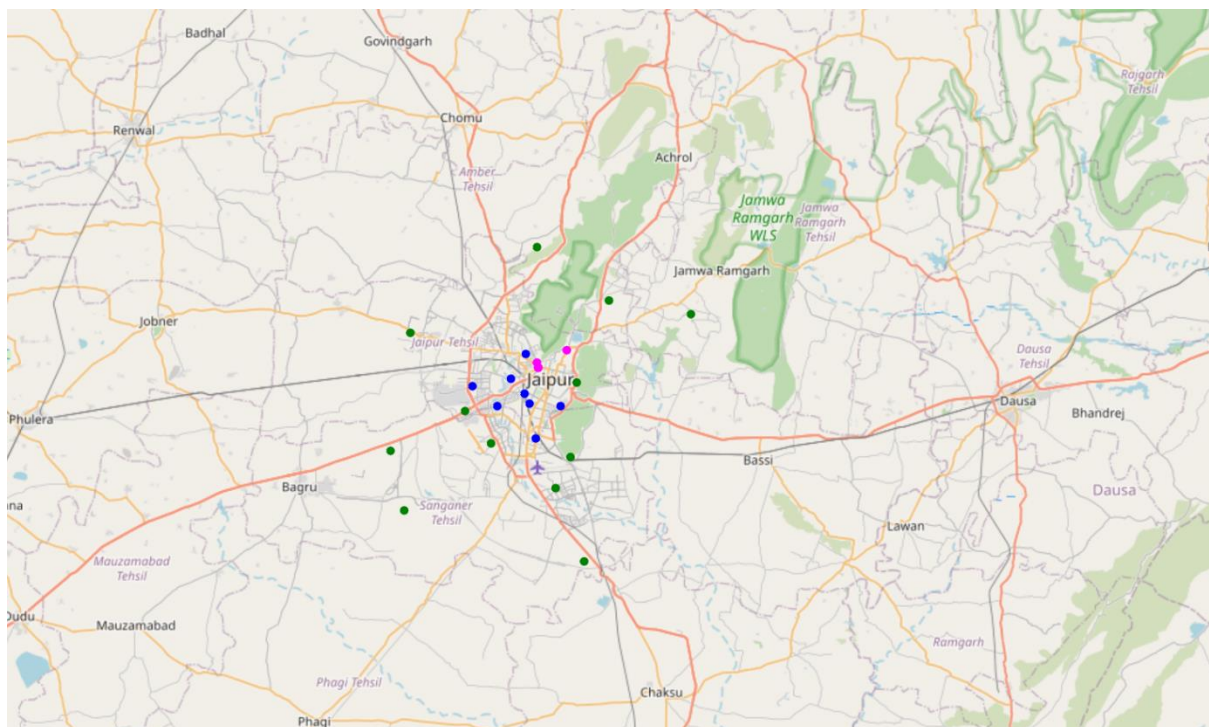 Badhal
Govindgarh
Rajgarh
Tehsil
Renwal
Chomu
Achrol
Amber
Tehsil
Jamwa
Ramgarh
WLS
Jamwa
Ramgarh
Tehsil
Jamwa Ramgarh
Jobner
Jaipur Tehsil
Dausa
Tehsil
Jaipur
Phulera
Dausa
Bhandrej
Bassi
Bagru
Dausa
Sanganer
Tehsil
ana
Lawan
Mauzamabad
Tehsil
Dudu
Mauzamabad
Ramgarh
Phagi Tehsil
Chaksu
Phagi